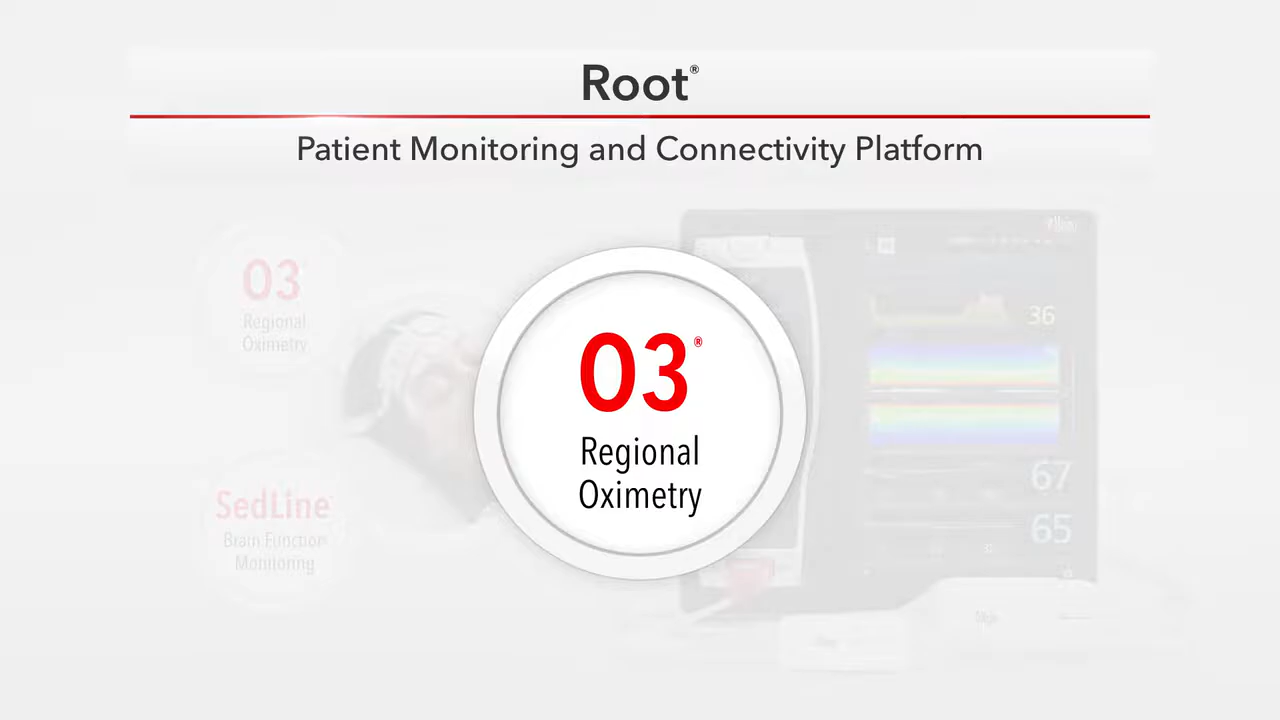 Root®
Patient Monitoring and Connectivity Platform
O3
Regional
Oximetry
O3®
Regional
Oximetry
SedLine
Brain Function
Monitoring
36
67
65